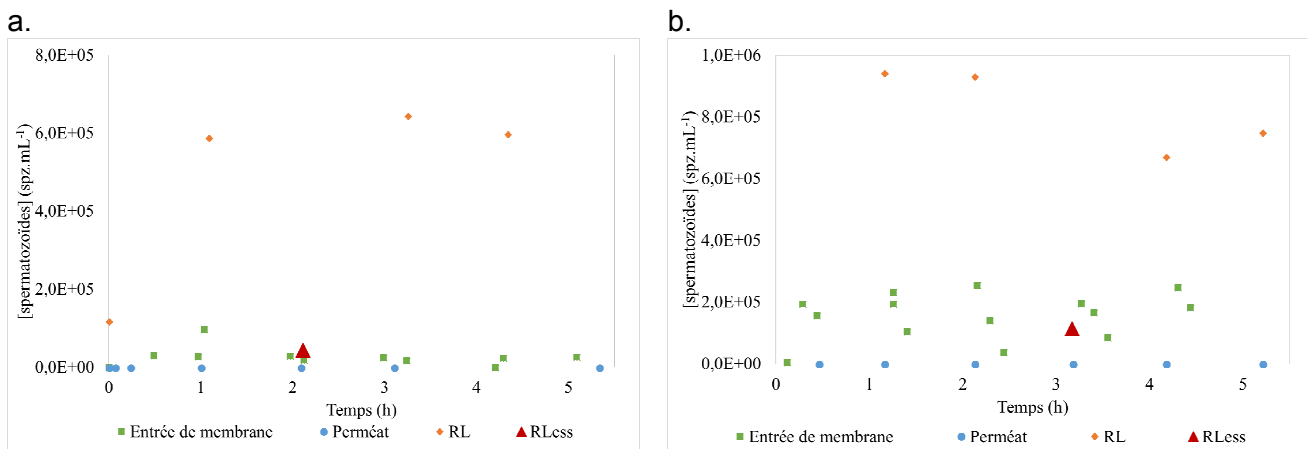 a.
8,0E+05
6,0E+05
4,0E+05
2,0E+05
0,0E+00
[spermatozoïdes] (spz.mL⁻¹)
0 1 2 3 4 5
Temps (h)
Entrée de membrane Perméat RL RLess
b.
1,0E+06
8,0E+05
6,0E+05
4,0E+05
2,0E+05
0,0E+00
[spermatozoïdes] (spz.mL⁻¹)
0 1 2 3 4 5
Temps (h)
Entrée de membrane Perméat RL RLess